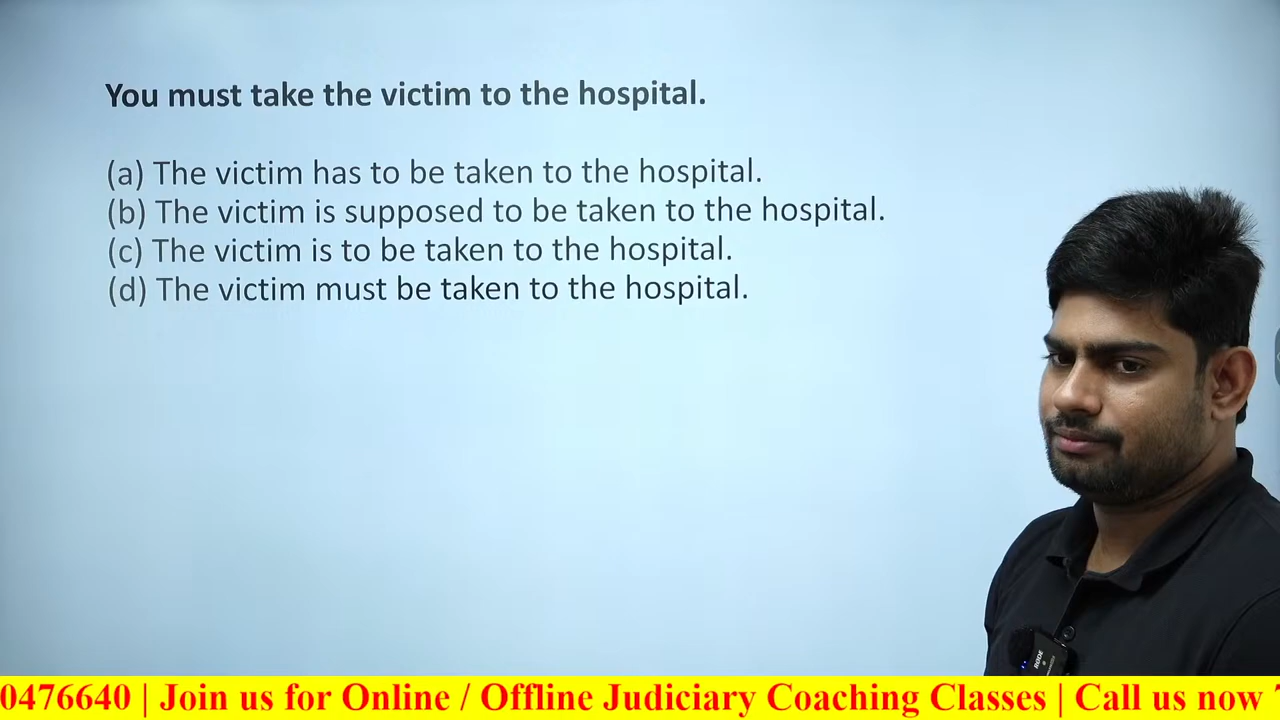 You must take the victim to the hospital.
(a) The victim has to be taken to the hospital.
(b) The victim is supposed to be taken to the hospital.
(c) The victim is to be taken to the hospital.
(d) The victim must be taken to the hospital.
RODE
0476640 | Join us for Online / Offline Judiciary Coaching Classes | Call us now